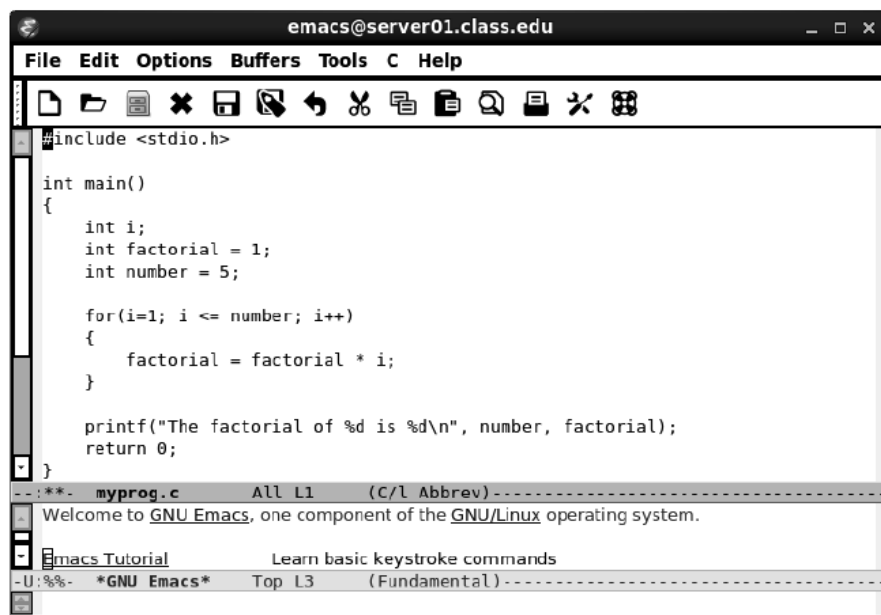 emacs@server01.class.edu
File Edit Options Buffers Tools C Help
#include <stdio.h>
int main()
{
    int i;
    int factorial = 1;
    int number = 5;
    for(i=1; i <= number; i++)
    {
        factorial = factorial * i;
    }
    printf("The factorial of %d is %d\n", number, factorial);
    return 0;
}
--:**-  myprog.c       All L1     (C/l Abbrev)--------------------------------------
Welcome to GNU Emacs, one component of the GNU/Linux operating system.
Emacs Tutorial          Learn basic keystroke commands
-U:%%-  *GNU Emacs*    Top L3     (Fundamental)-------------------------------------